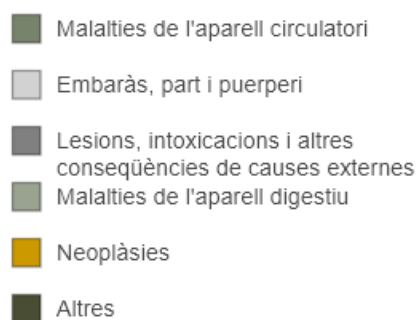 Malalties de l'aparell circulatori
Embaràs, part i puerperi
Lesions, intoxicacions i altres
conseqüències de causes externes
Malalties de l'aparell digestiu
Neoplàsies
Altres